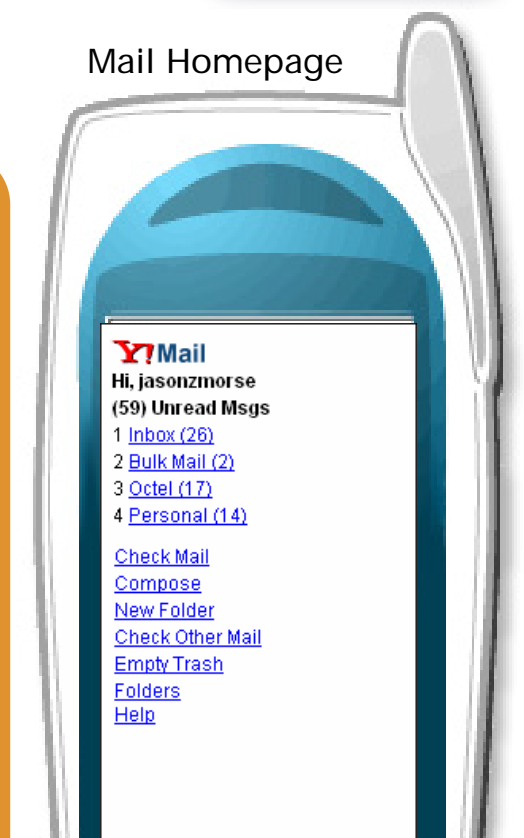 Mail Homepage
Y! Mail
Hi, jasonzmorse
(59) Unread Msgs
1 Inbox (26)
2 Bulk Mail (2)
3 Octel (17)
4 Personal (14)
Check Mail
Compose
New Folder
Check Other Mail
Empty Trash
Folders
Help